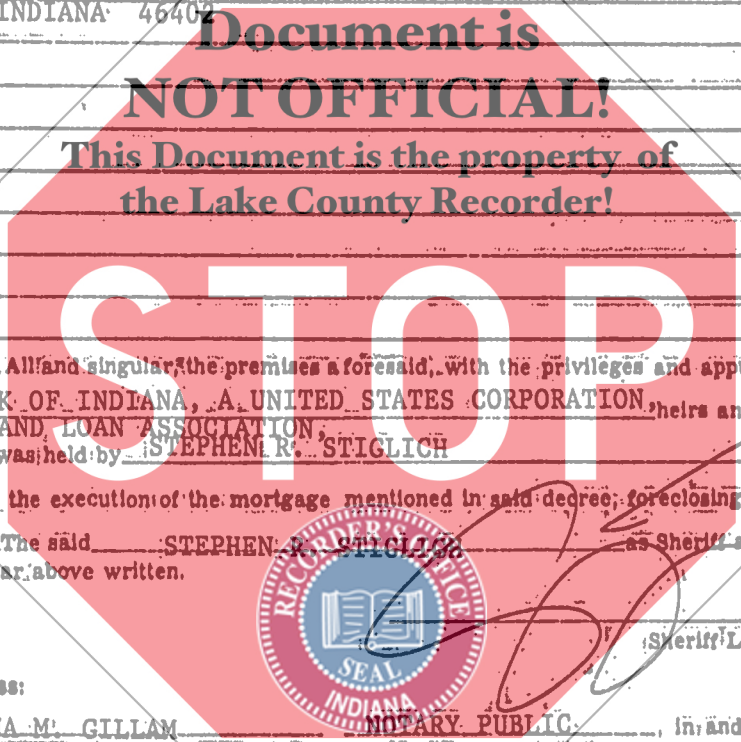 INDIANA 46402
Document is
NOT OFFICIAL!
This Document is the property of
the Lake County Recorder!
STOP
All and singular, the premises aforesaid, with the privileges and app
K OF INDIANA, A UNITED STATES CORPORATION, heirs an
AND LOAN ASSOCIATION,
was held by STEPHEN R. STIGLICH
the execution of the mortgage mentioned in said decree, foreclosing
The said STEPHEN R. STIGLICH as Sheriff
ar above written.
RECORDER'S OFFICE
SEAL
INDIANA
Sheriff L
ss:
A M. GILLAM NOTARY PUBLIC, in and